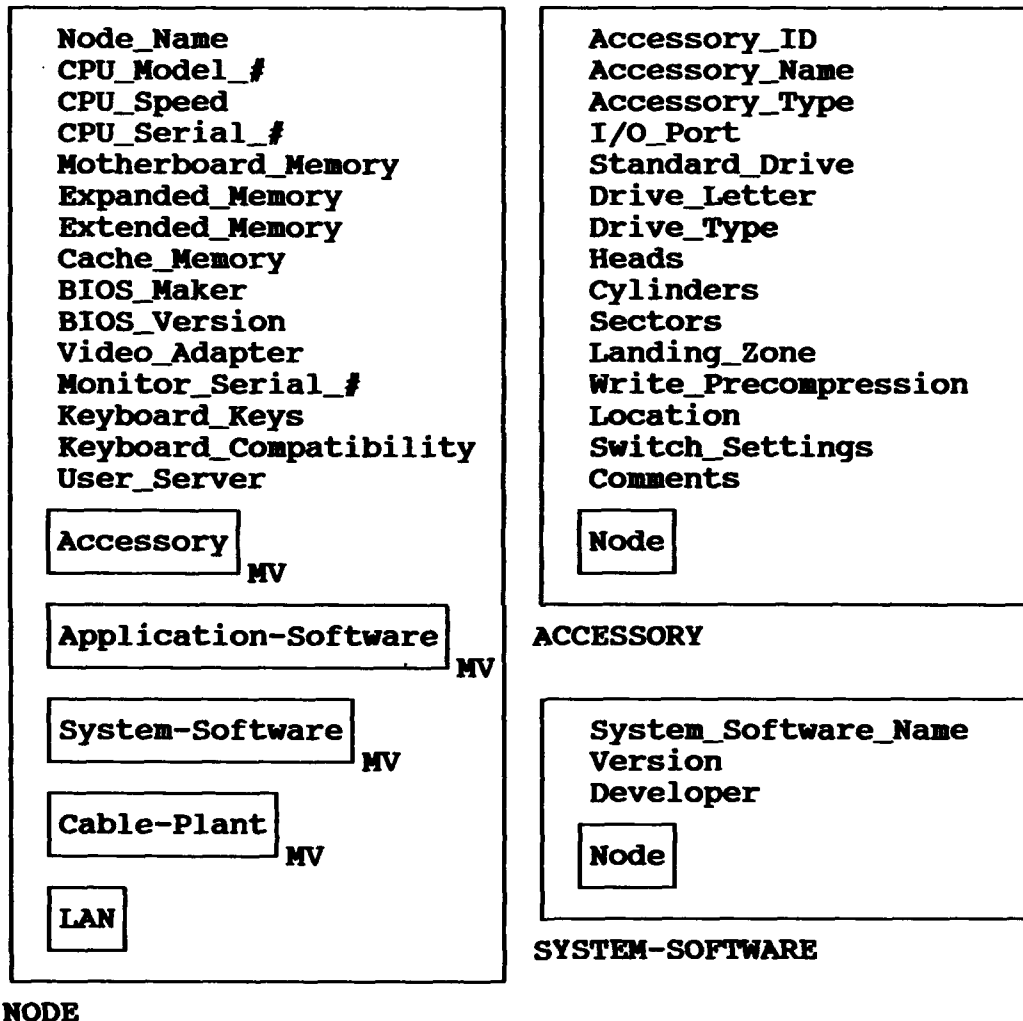 Node_Name
CPU_Model_#
CPU_Speed
CPU_Serial_#
Motherboard_Memory
Expanded_Memory
Extended_Memory
Cache_Memory
BIOS_Maker
BIOS_Version
Video_Adapter
Monitor_Serial_#
Keyboard_Keys
Keyboard_Compatibility
User_Server
Accessory
MV
Application-Software
MV
System-Software
MV
Cable-Plant
MV
LAN
NODE
Accessory_ID
Accessory_Name
Accessory_Type
I/O_Port
Standard_Drive
Drive_Letter
Drive_Type
Heads
Cylinders
Sectors
Landing_Zone
Write_Precompression
Location
Switch_Settings
Comments
Node
ACCESSORY
System_Software_Name
Version
Developer
Node
SYSTEM-SOFTWARE